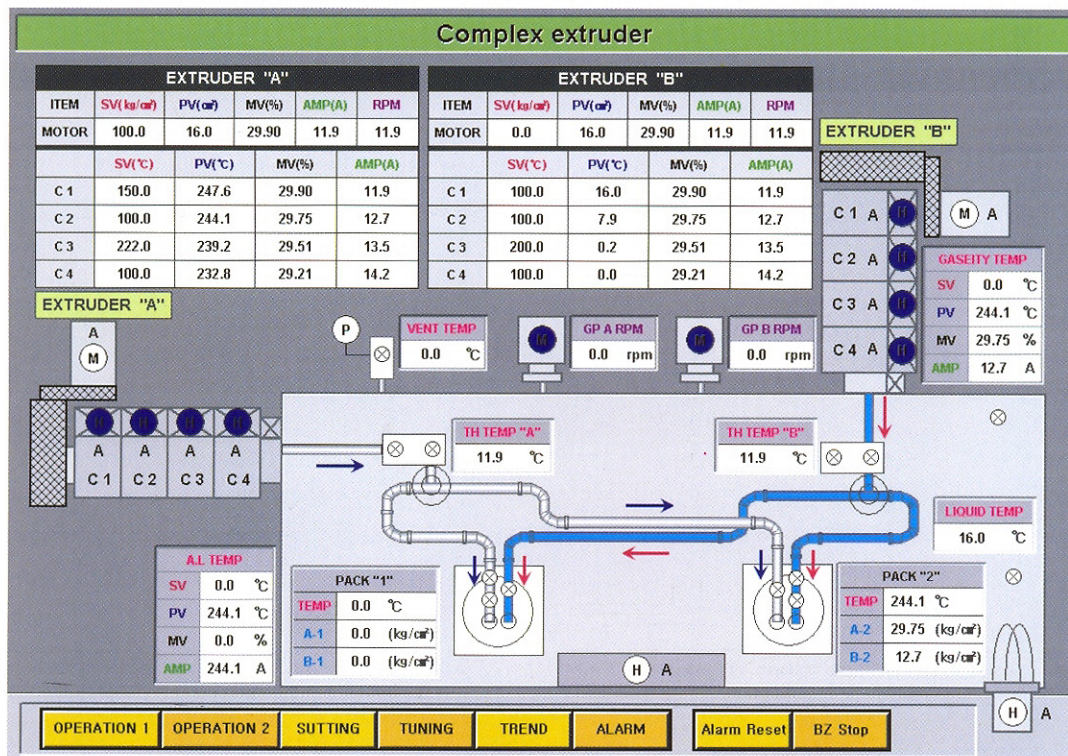 Complex extruder
EXTRUDER "A"
ITEM SV(kg/㎠) PV(㎠) MV(%) AMP(A) RPM
MOTOR 100.0 16.0 29.90 11.9 11.9
SV(℃) PV(℃) MV(%) AMP(A)
C 1 150.0 247.6 29.90 11.9
C 2 100.0 244.1 29.75 12.7
C 3 222.0 239.2 29.51 13.5
C 4 100.0 232.8 29.21 14.2
EXTRUDER "B"
ITEM SV(kg/㎠) PV(㎠) MV(%) AMP(A) RPM
MOTOR 0.0 16.0 29.90 11.9 11.9
SV(℃) PV(℃) MV(%) AMP(A)
C 1 100.0 16.0 29.90 11.9
C 2 100.0 7.9 29.75 12.7
C 3 200.0 0.2 29.51 13.5
C 4 100.0 0.0 29.21 14.2
EXTRUDER "B"
M A
C 1 A H
C 2 A H
C 3 A H
C 4 A H
GASEITY TEMP
SV 0.0 ℃
PV 244.1 ℃
MV 29.75 %
AMP 12.7 A
EXTRUDER "A"
A
M
H H H H
A A A A
C 1 C 2 C 3 C 4
P
VENT TEMP
0.0 ℃
M
GP A RPM
0.0 rpm
M
GP B RPM
0.0 rpm
TH TEMP "A"
11.9 ℃
TH TEMP "B"
11.9 ℃
LIQUID TEMP
16.0 ℃
A.L TEMP
SV 0.0 ℃
PV 244.1 ℃
MV 0.0 %
AMP 244.1 A
PACK "1"
TEMP 0.0 ℃
A-1 0.0 (kg/㎠)
B-1 0.0 (kg/㎠)
PACK "2"
TEMP 244.1 ℃
A-2 29.75 (kg/㎠)
B-2 12.7 (kg/㎠)
H A
H A
OPERATION 1 OPERATION 2 SUTTING TUNING TREND ALARM Alarm Reset BZ Stop